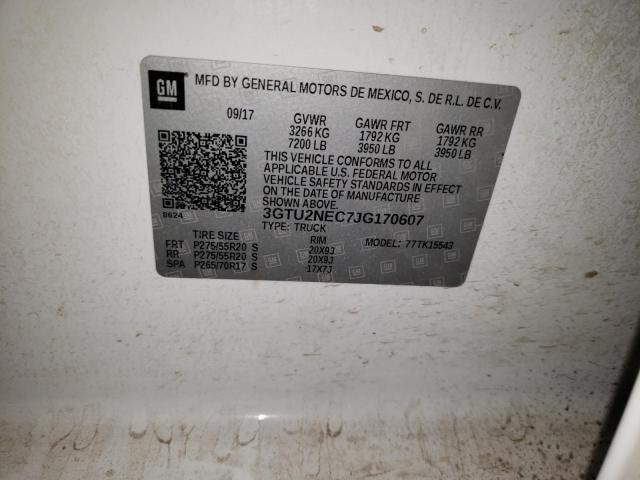 GM MFD BY GENERAL MOTORS DE MEXICO, S. DE R.L. DE C.V.
09/17 GVWR GAWR FRT GAWR RR
3266 KG 1792 KG 1792 KG
7200 LB 3950 LB 3950 LB
THIS VEHICLE CONFORMS TO ALL
APPLICABLE U.S. FEDERAL MOTOR
VEHICLE SAFETY STANDARDS IN EFFECT
ON THE DATE OF MANUFACTURE
SHOWN ABOVE.
8624 3GTU2NEC7JG170607
TYPE: TRUCK
TIRE SIZE RIM MODEL: 777TK15543
FRT P275/55R20 S 20X9J
RR P275/55R20 S 20X9J
SPA P265/70R17 S 17X7J